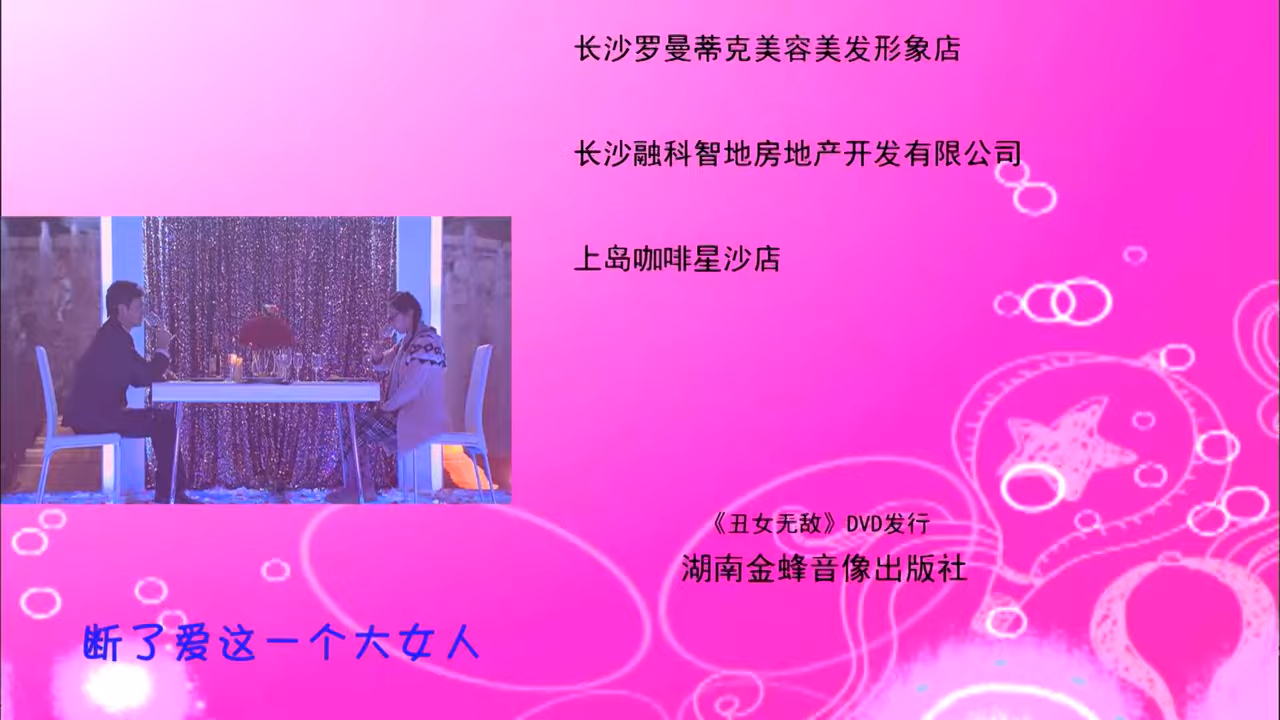 长沙罗曼蒂克美容美发形象店
长沙融科智地房地产开发有限公司
上岛咖啡星沙店
《丑女无敌》DVD发行
湖南金蜂音像出版社
断了爱这一个大女人